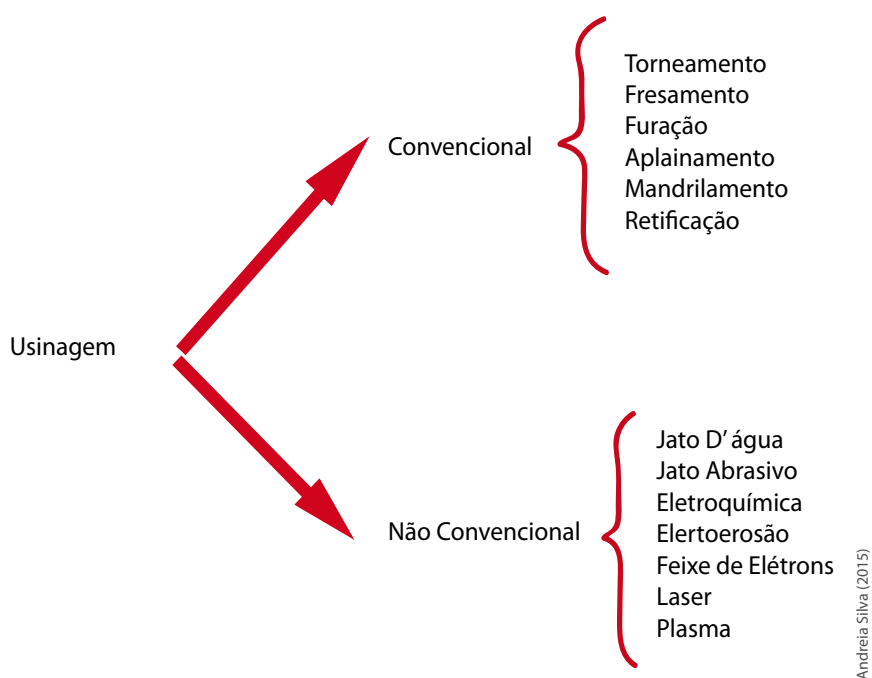 Usinagem
Convencional
Torneamento
Fresamento
Furação
Aplainamento
Mandrilamento
Retificação
Não Convencional
Jato D’água
Jato Abrasivo
Eletroquímica
Elertoerosão
Feixe de Elétrons
Laser
Plasma
Andreia Silva (2015)